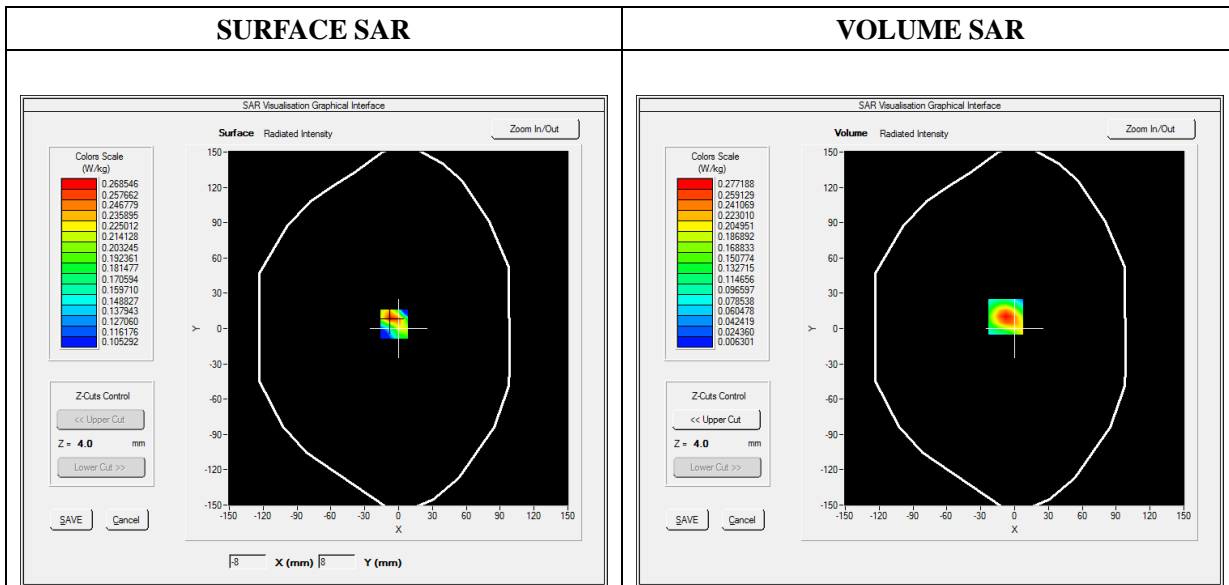 SURFACE SAR
VOLUME SAR
SAR Visualisation Graphical Interface
Surface Radiated Intensity
Zoom In/Out
Colors Scale
(W/kg)
0.268546
0.257662
0.246779
0.235895
0.225012
0.214128
0.203245
0.192361
0.181477
0.170594
0.159710
0.148827
0.137943
0.127060
0.116176
0.105292
Z-Cuts Control
<< Upper Cut
Z = 4.0 mm
Lower Cut >>
SAVE Cancel
150
120
90
60
30
0
-30
-60
-90
-120
-150
Y
-150 -120 -90 -60 -30 0 30 60 90 120 150
X
-8 X (mm) 8 Y (mm)
SAR Visualisation Graphical Interface
Volume Radiated Intensity
Zoom In/Out
Colors Scale
(W/kg)
0.277188
0.259129
0.241069
0.223010
0.204951
0.186892
0.168833
0.150774
0.132715
0.114656
0.096597
0.078538
0.060478
0.042419
0.024360
0.006301
Z-Cuts Control
<< Upper Cut
Z = 4.0 mm
Lower Cut >>
SAVE Cancel
150
120
90
60
30
0
-30
-60
-90
-120
-150
Y
-150 -120 -90 -60 -30 0 30 60 90 120 150
X